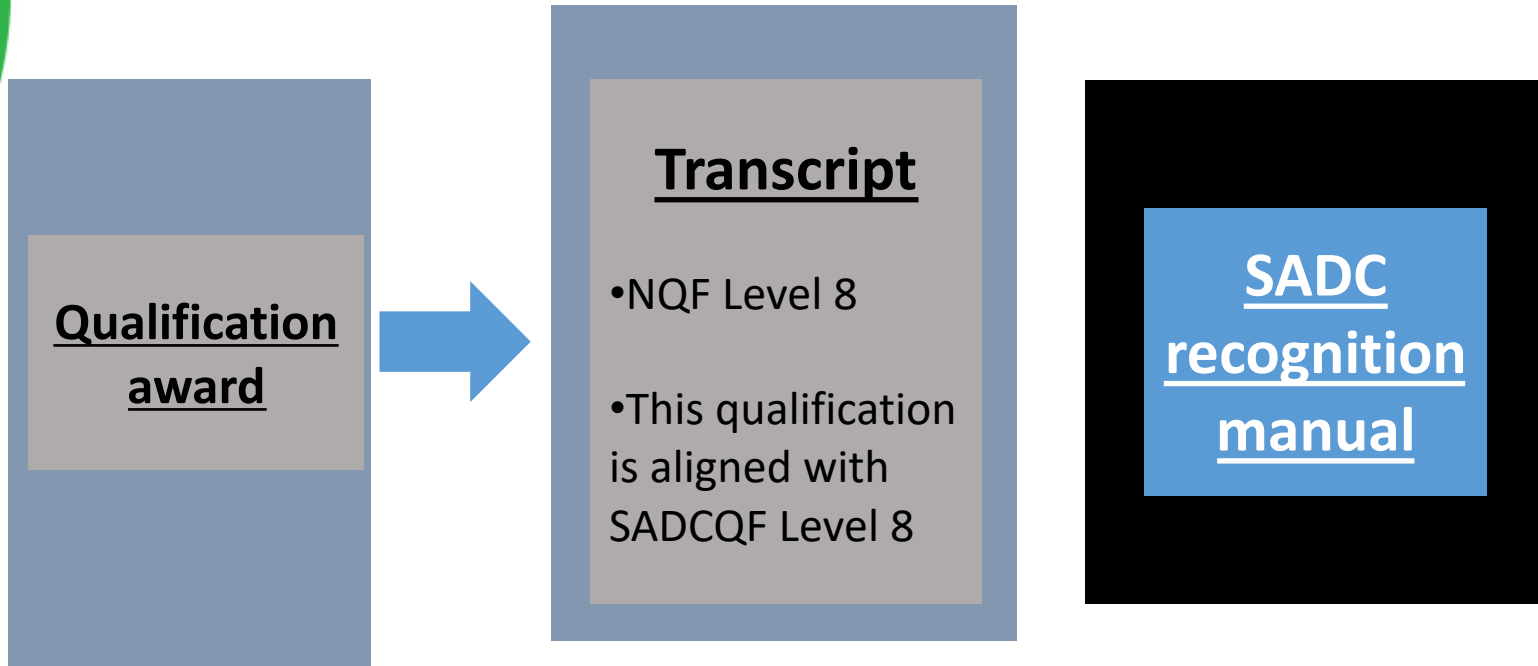 Qualification
award
Transcript
•NQF Level 8
•This qualification
is aligned with
SADCQF Level 8
SADC
recognition
manual